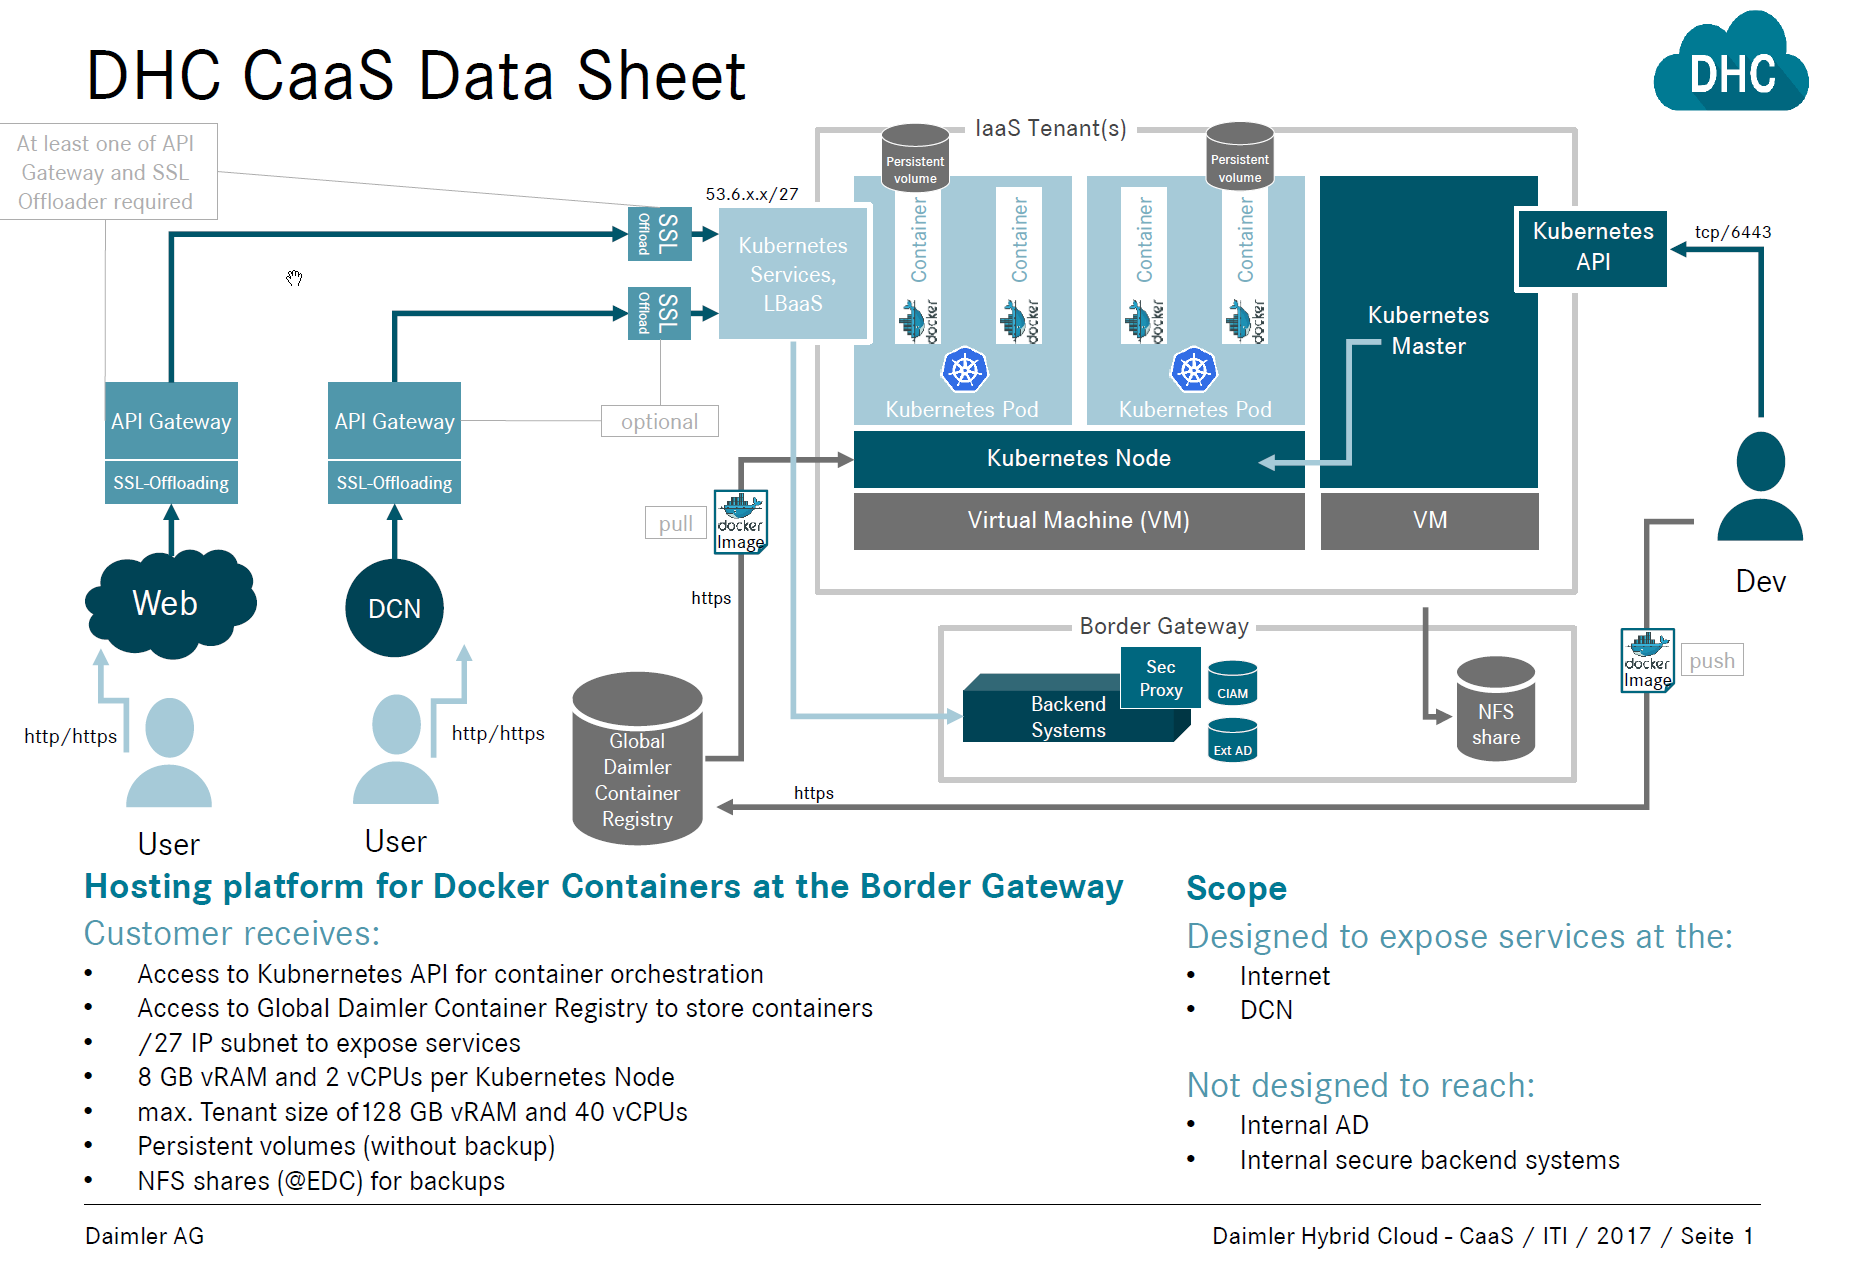 DHC CaaS Data Sheet
DHC
At least one of API
Gateway and SSL
Offloader required
IaaS Tenant(s)
Persistent
volume
Persistent
volume
53.6.x.x/27
SSL
Offload
SSL
Offload
Kubernetes
Services,
LBaaS
Container
docker
Container
docker
Container
docker
Container
docker
Kubernetes Pod
Kubernetes Pod
Kubernetes
Master
Kubernetes
API
tcp/6443
API Gateway
SSL-Offloading
API Gateway
SSL-Offloading
optional
Kubernetes Node
Virtual Machine (VM)
VM
pull
docker
Image
https
Web
DCN
Dev
Border Gateway
Sec
Proxy
CIAM
Backend
Systems
Ext AD
NFS
share
docker
Image
push
http/https
http/https
Global
Daimler
Container
Registry
https
User
User
Hosting platform for Docker Containers at the Border Gateway
Customer receives:
• Access to Kubnernetes API for container orchestration
• Access to Global Daimler Container Registry to store containers
• /27 IP subnet to expose services
• 8 GB vRAM and 2 vCPUs per Kubernetes Node
• max. Tenant size of128 GB vRAM and 40 vCPUs
• Persistent volumes (without backup)
• NFS shares (@EDC) for backups
Scope
Designed to expose services at the:
• Internet
• DCN
Not designed to reach:
• Internal AD
• Internal secure backend systems
Daimler AG
Daimler Hybrid Cloud - CaaS / ITI / 2017 / Seite 1